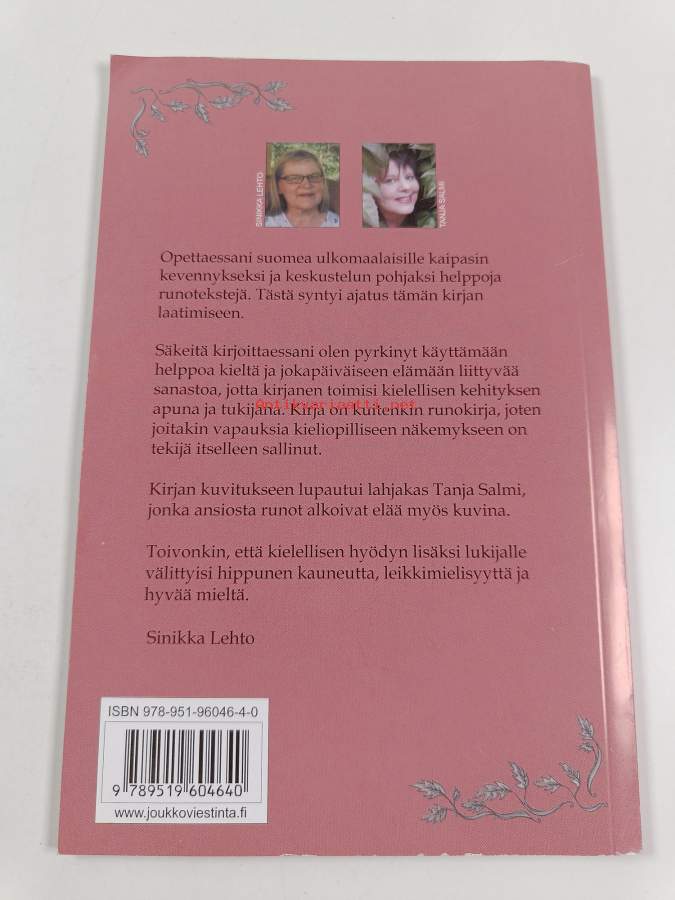 SINIKKA LEHTO
TANJA SALMI
Opettaessani suomea ulkomaalaisille kaipasin
kevennykseksi ja keskustelun pohjaksi helppoja
runotekstejä. Tästä syntyi ajatus tämän kirjan
laatimiseen.
Säkeitä kirjoittaessani olen pyrkinyt käyttämään
helppoa kieltä ja jokapäiväiseen elämään liittyvää
sanastoa, jotta kirjanen toimisi kielellisen kehityksen
apuna ja tukijana. Kirja on kuitenkin runokirja, joten
Antikvariaatti.net
joitakin vapauksia kieliopilliseen näkemykseen on
tekijä itselleen sallinut.
Kirjan kuvitukseen lupautui lahjakas Tanja Salmi,
jonka ansiosta runot alkoivat elää myös kuvina.
Toivonkin, että kielellisen hyödyn lisäksi lukijalle
välittyisi hippunen kauneutta, leikkimielisyyttä ja
hyvää mieltä.
Sinikka Lehto
ISBN 978-951-96046-4-0
9 789519 604640
www.joukkoviestinta.fi